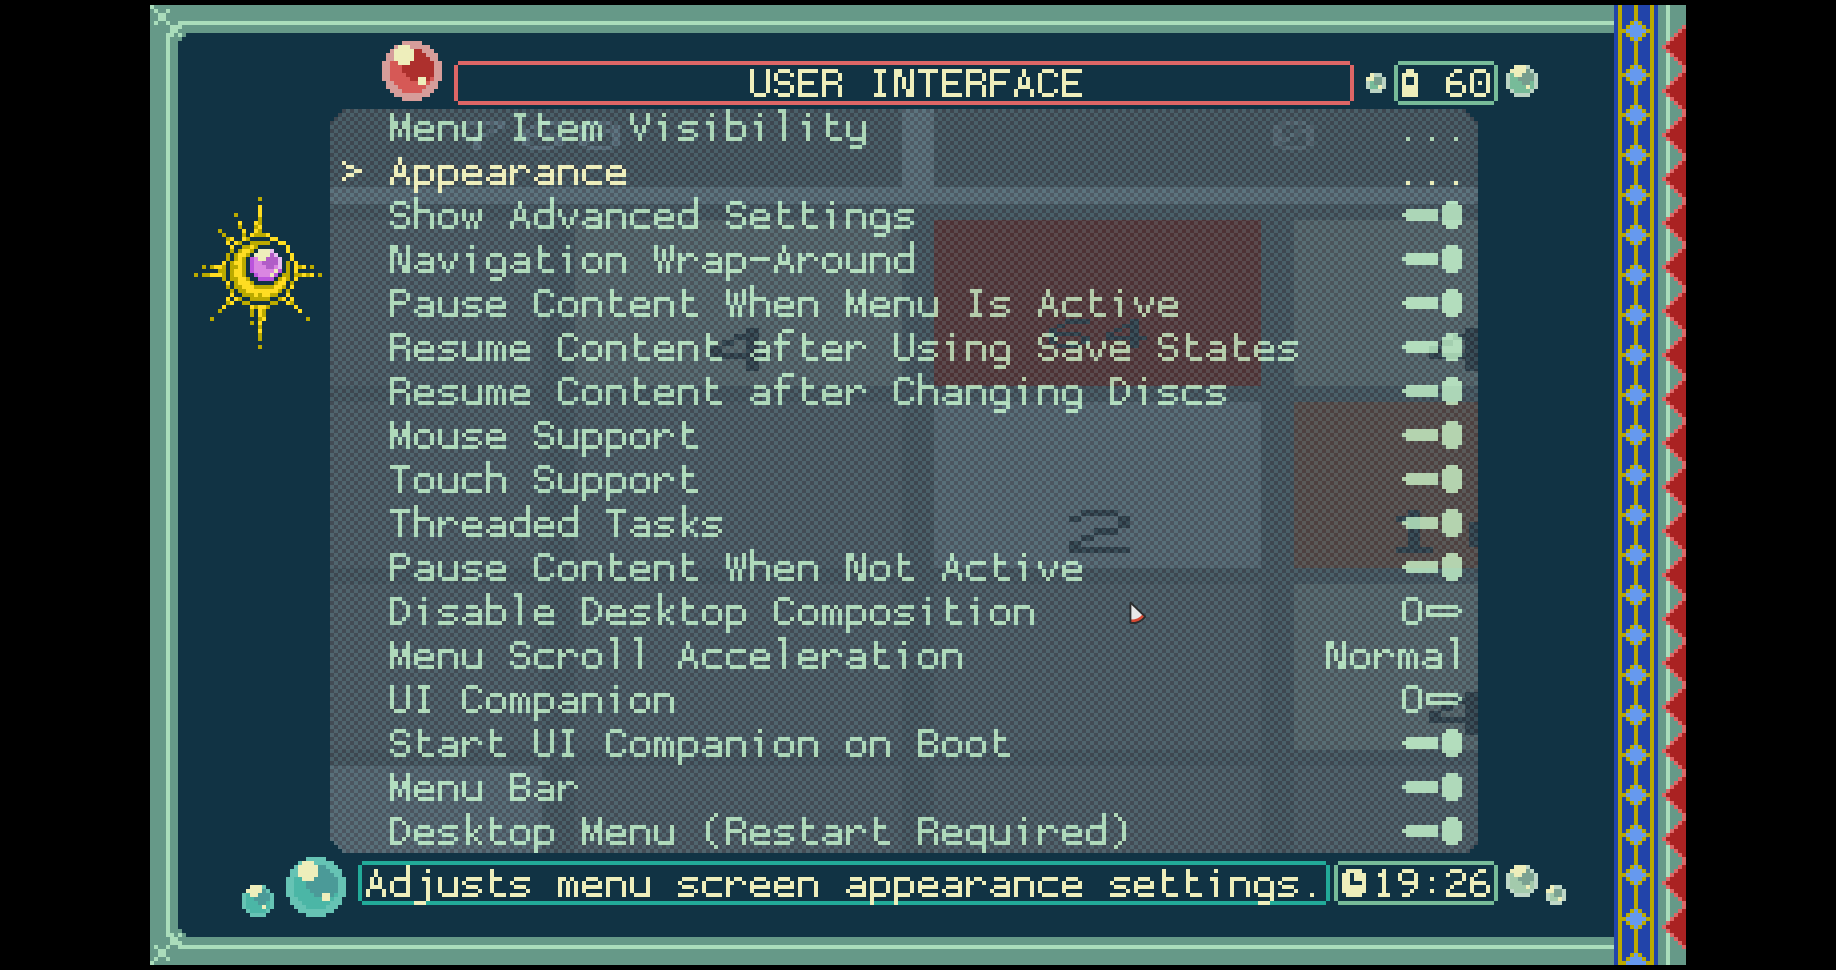 USER INTERFACE
60
Menu Item Visibility ...
> Appearance ...
Show Advanced Settings
Navigation Wrap-Around
Pause Content When Menu Is Active
Resume Content after Using Save States
Resume Content after Changing Discs
Mouse Support
Touch Support
Threaded Tasks
Pause Content When Not Active
Disable Desktop Composition
Menu Scroll Acceleration Normal
UI Companion
Start UI Companion on Boot
Menu Bar
Desktop Menu (Restart Required)
Adjusts menu screen appearance settings.
19:26
4
64
2